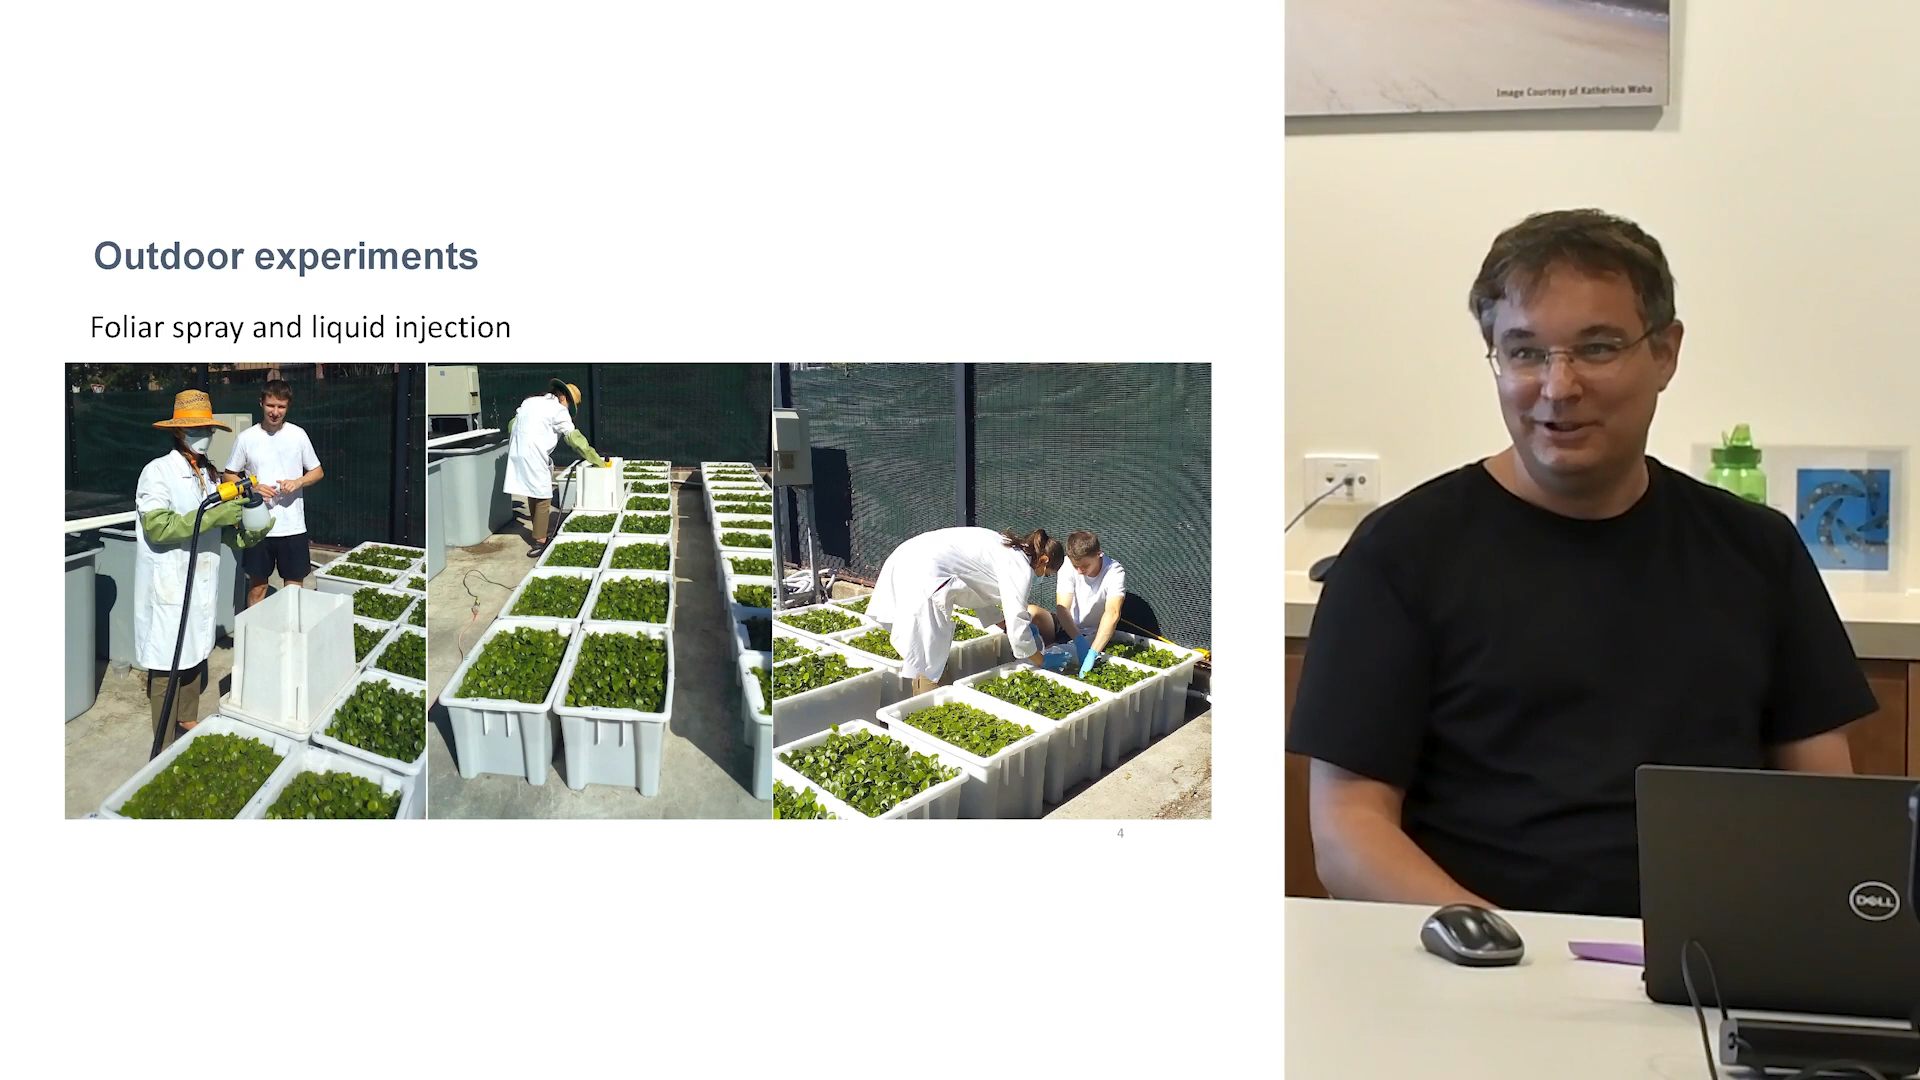 Outdoor experiments
Foliar spray and liquid injection
4
Image Courtesy of Katherina Waha
DELL